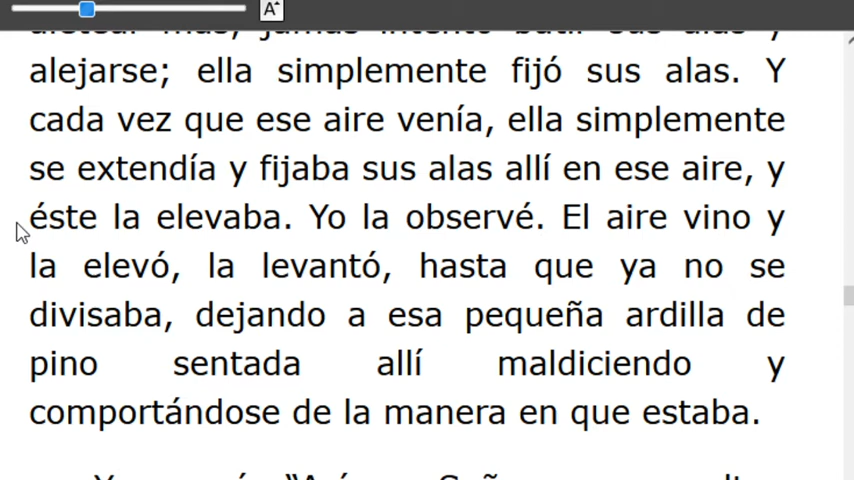 A
alejarse; ella simplemente fijó sus alas. Y
cada vez que ese aire venía, ella simplemente
se extendía y fijaba sus alas allí en ese aire, y
éste la elevaba. Yo la observé. El aire vino y
la elevó, la levantó, hasta que ya no se
divisaba, dejando a esa pequeña ardilla de
pino sentada allí maldiciendo y
comportándose de la manera en que estaba.